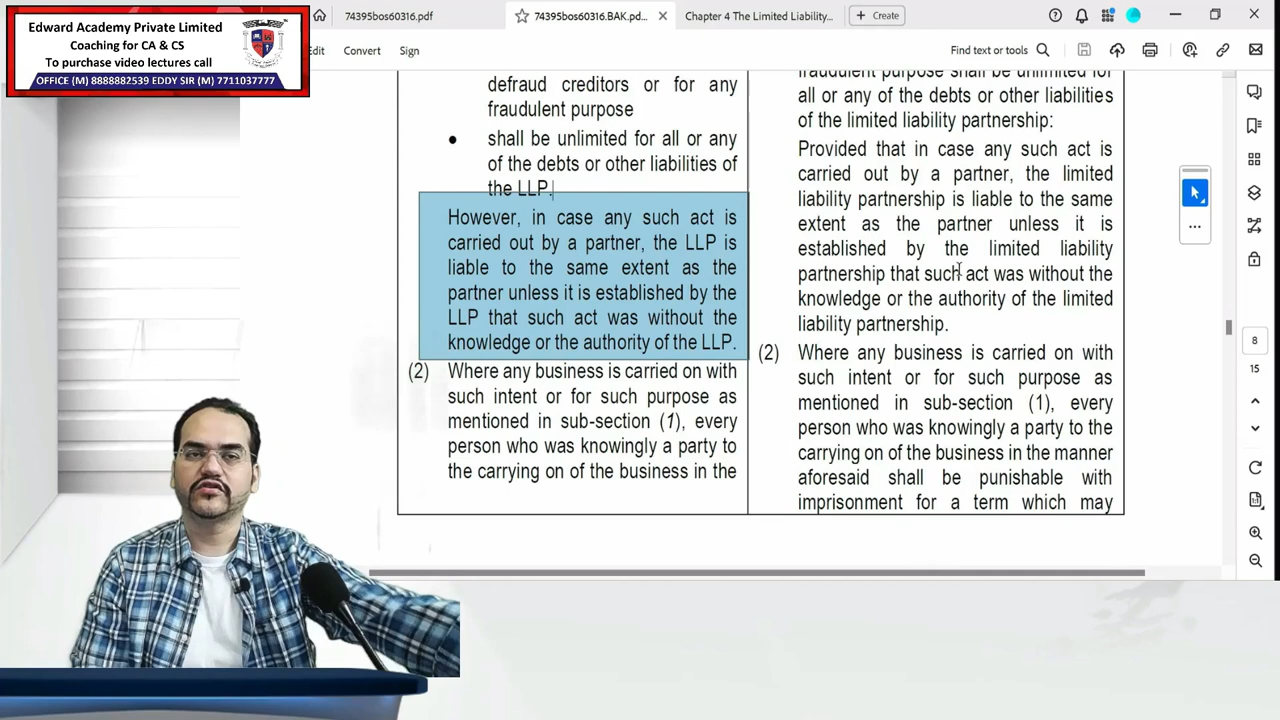 Edward Academy Private Limited
Coaching for CA & CS
To purchase video lectures call
OFFICE (M) 8888882539 EDDY SIR (M) 7711037777
74395bos60316.pdf
74395bos60316.BAK.pd...
Chapter 4 The Limited Liability...
Create
Edit
Convert
Sign
Find text or tools
defraud creditors or for any
fraudulent purpose
• shall be unlimited for all or any
of the debts or other liabilities of
the LLP.
However, in case any such act is
carried out by a partner, the LLP is
liable to the same extent as the
partner unless it is established by the
LLP that such act was without the
knowledge or the authority of the LLP.
(2) Where any business is carried on with
such intent or for such purpose as
mentioned in sub-section (1), every
person who was knowingly a party to
the carrying on of the business in the
fraudulent purpose shall be unlimited for
all or any of the debts or other liabilities
of the limited liability partnership:
Provided that in case any such act is
carried out by a partner, the limited
liability partnership is liable to the same
extent as the partner unless it is
established by the limited liability
partnership that such act was without the
knowledge or the authority of the limited
liability partnership.
(2) Where any business is carried on with
such intent or for such purpose as
mentioned in sub-section (1), every
person who was knowingly a party to the
carrying on of the business in the manner
aforesaid shall be punishable with
imprisonment for a term which may
8
15